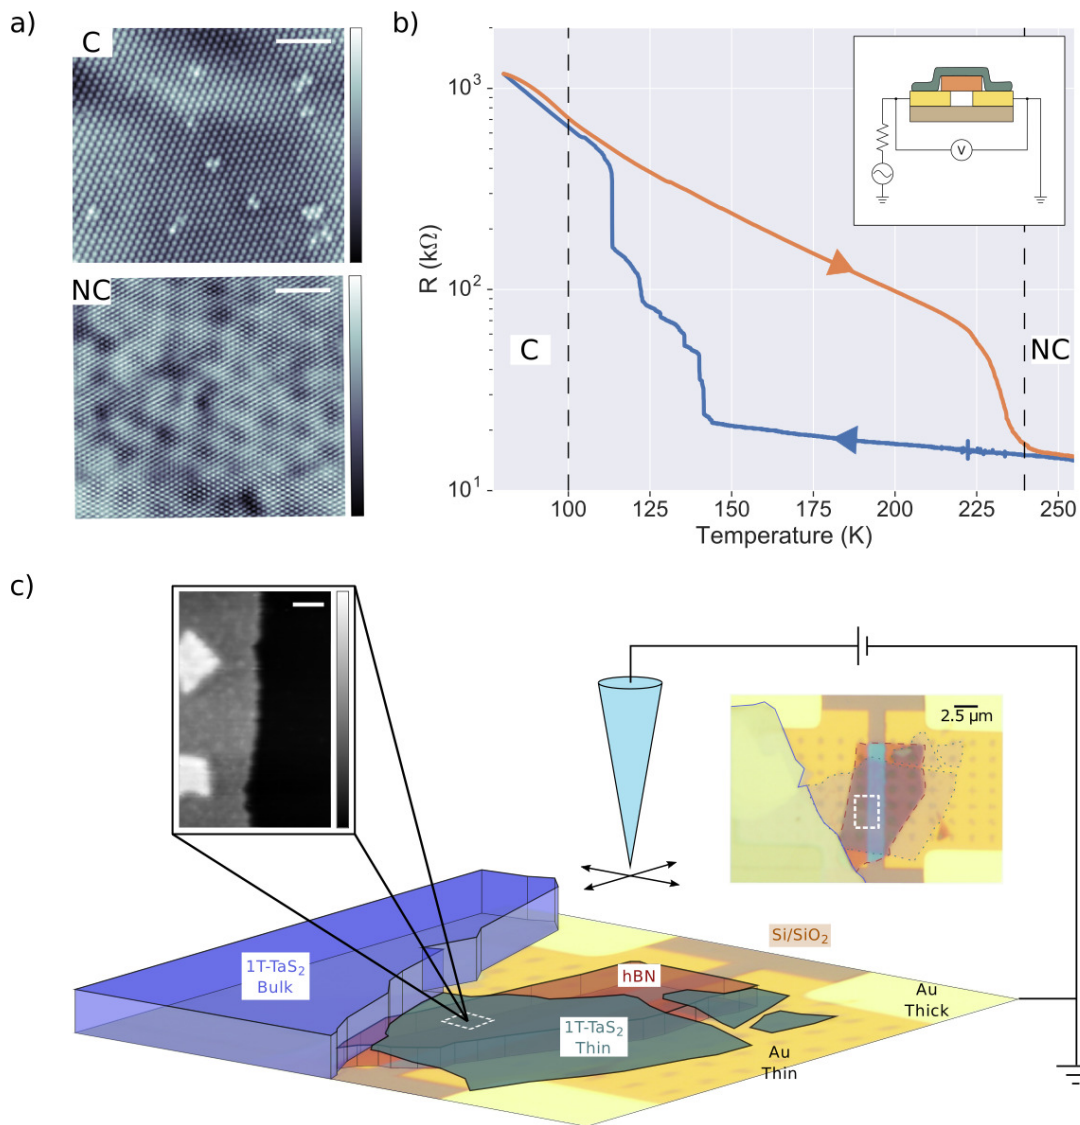 a)
C
NC
b)
R (kΩ)
10³
10²
10¹
C
NC
V
100
125
150
175
200
225
250
Temperature (K)
c)
2.5 μm
1T-TaS₂
Bulk
Si/SiO₂
hBN
1T-TaS₂
Thin
Au
Thick
Au
Thin